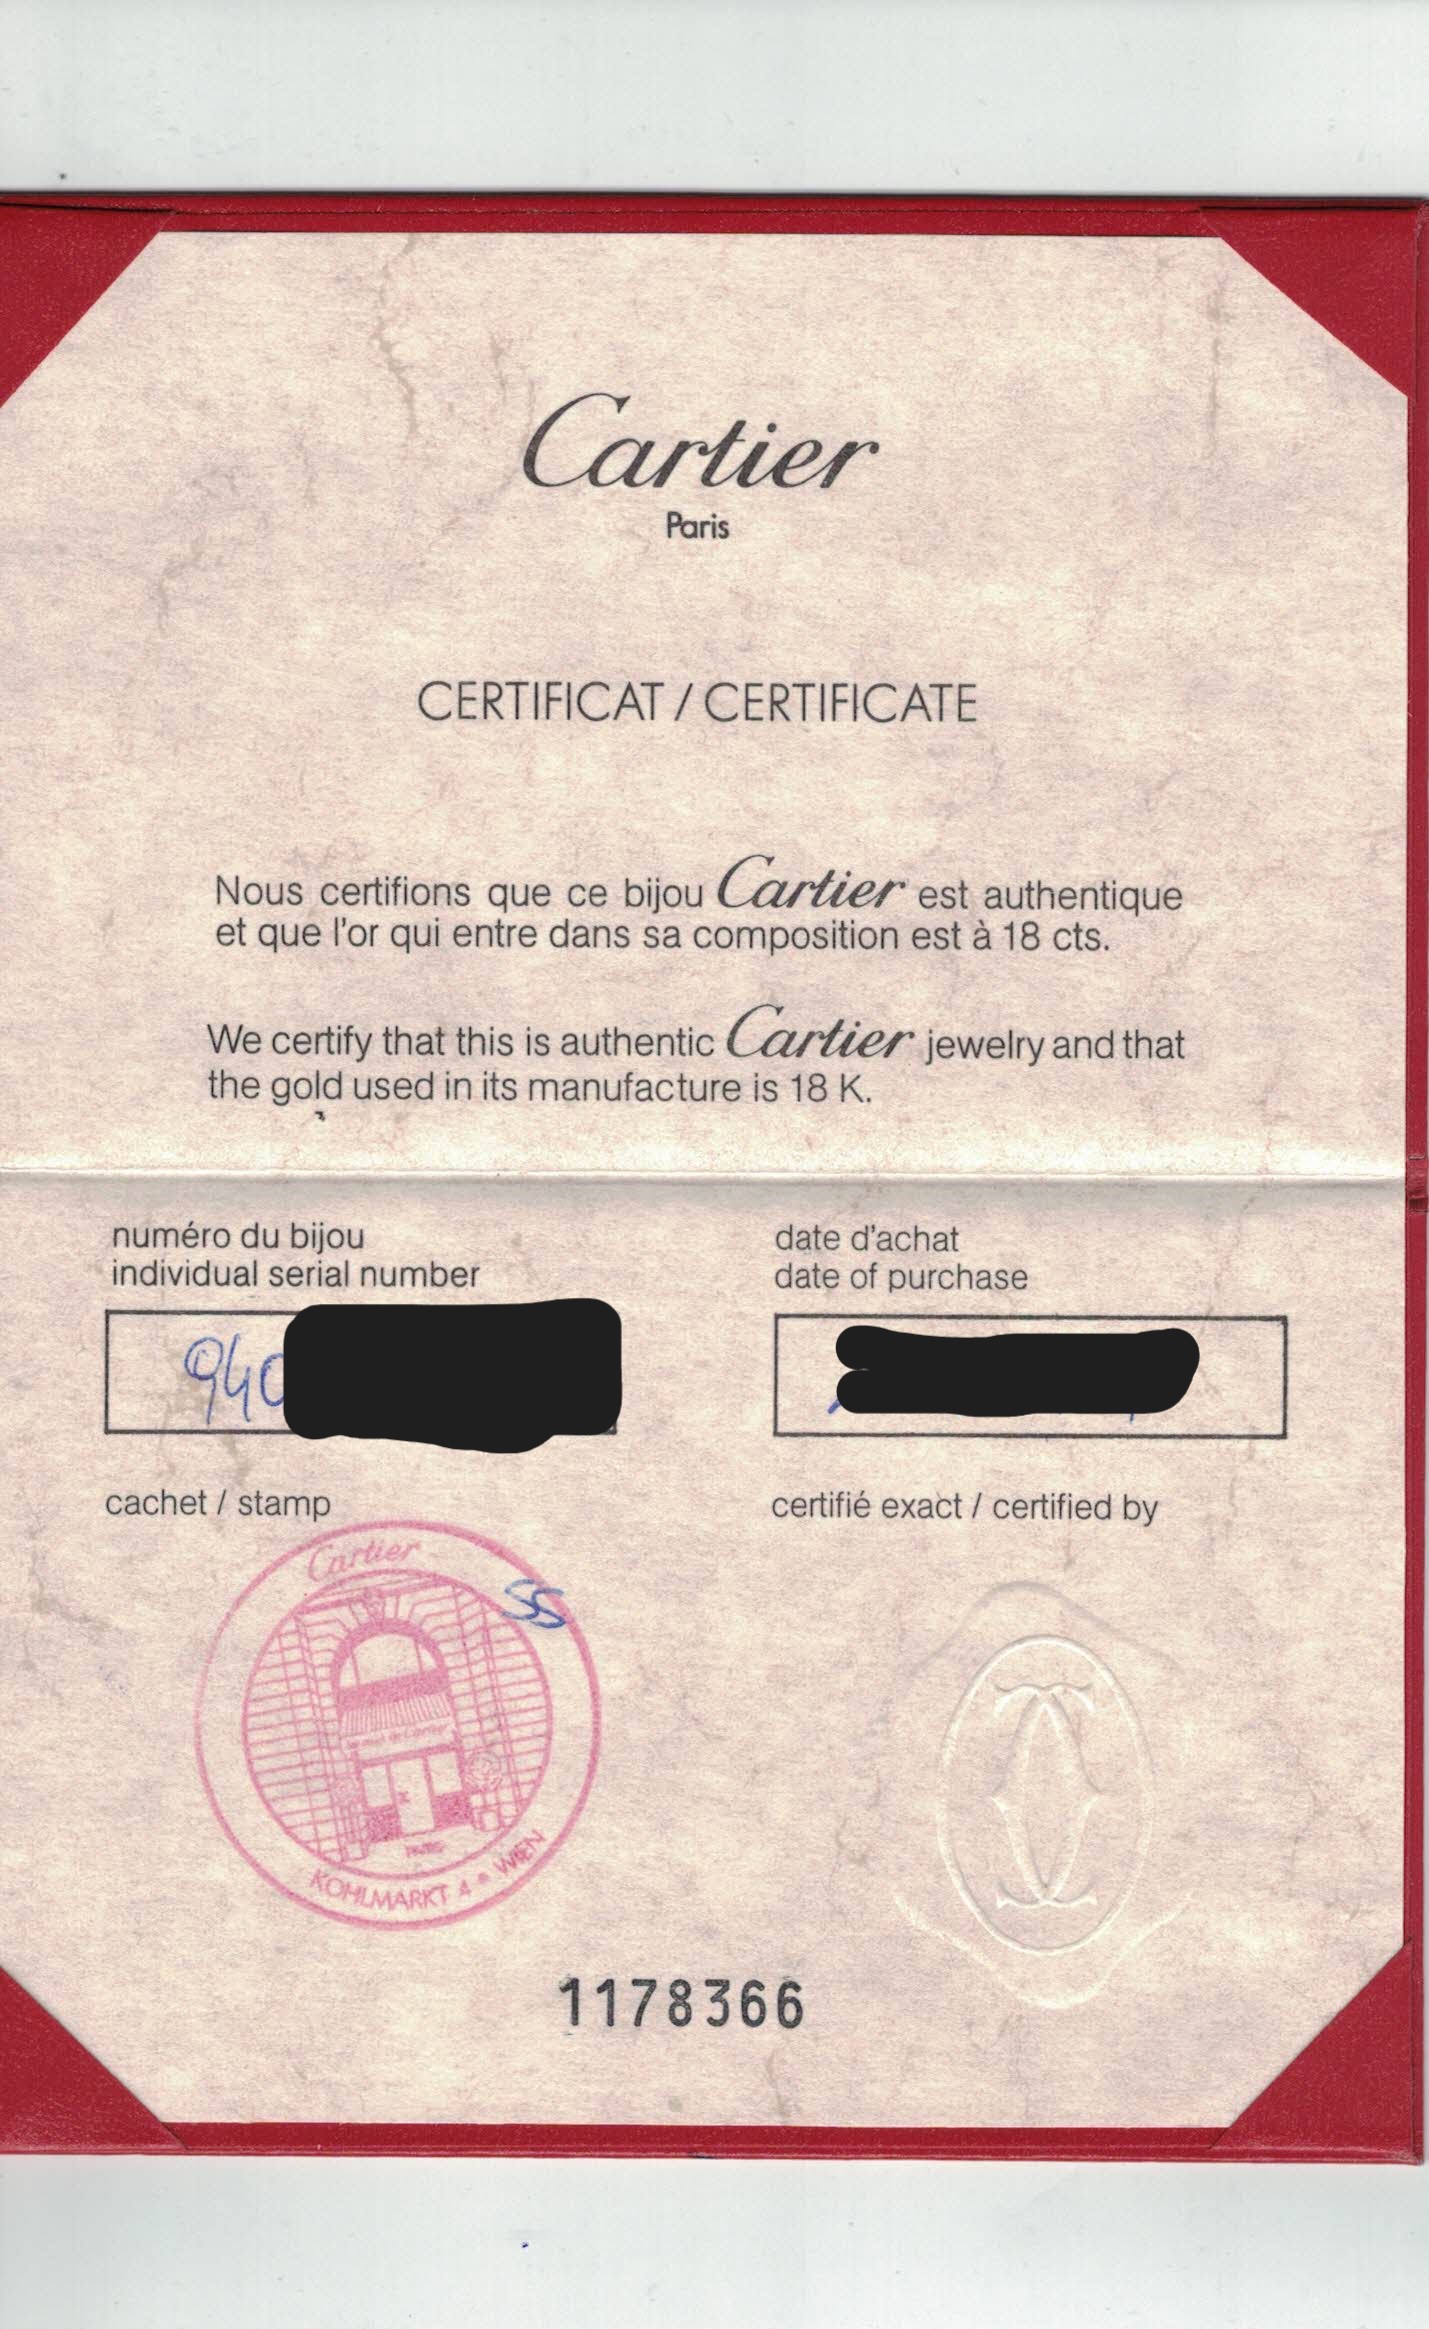 Cartier
Paris
CERTIFICAT / CERTIFICATE
Nous certifions que ce bijou Cartier est authentique
et que l'or qui entre dans sa composition est à 18 cts.
We certify that this is authentic Cartier jewelry and that
the gold used in its manufacture is 18 K.
numéro du bijou
individual serial number
date d'achat
date of purchase
940
cachet / stamp
certifié exact / certified by
Cartier
SS
PARIS
KOHLMARKT 4 * WIEN
1178366